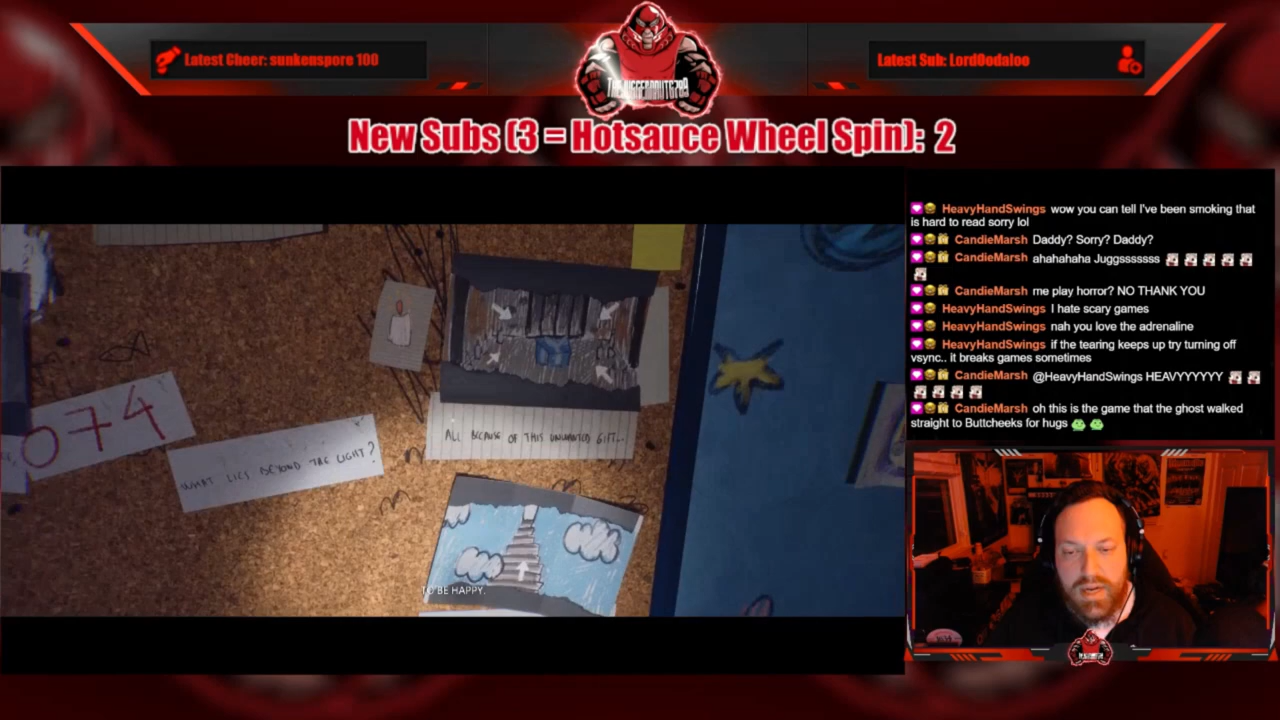 Latest Cheer: sunkenspore 100
THEJUGGERNAUT6789
Latest Sub: LordOodaloo
New Subs (3 = Hotsauce Wheel Spin): 2
074
WHAT LIES BEYOND THE LIGHT?
ALL BECAUSE OF THIS UNWANTED GIFT...
TO BE HAPPY.
HeavyHandSwings wow you can tell I've been smoking that
is hard to read sorry lol
CandieMarsh Daddy? Sorry? Daddy?
CandieMarsh ahahahaha Juggsssssss
CandieMarsh me play horror? NO THANK YOU
HeavyHandSwings I hate scary games
HeavyHandSwings nah you love the adrenaline
HeavyHandSwings if the tearing keeps up try turning off
vsync.. it breaks games sometimes
CandieMarsh @HeavyHandSwings HEAVYYYYYY
CandieMarsh oh this is the game that the ghost walked
straight to Buttcheeks for hugs